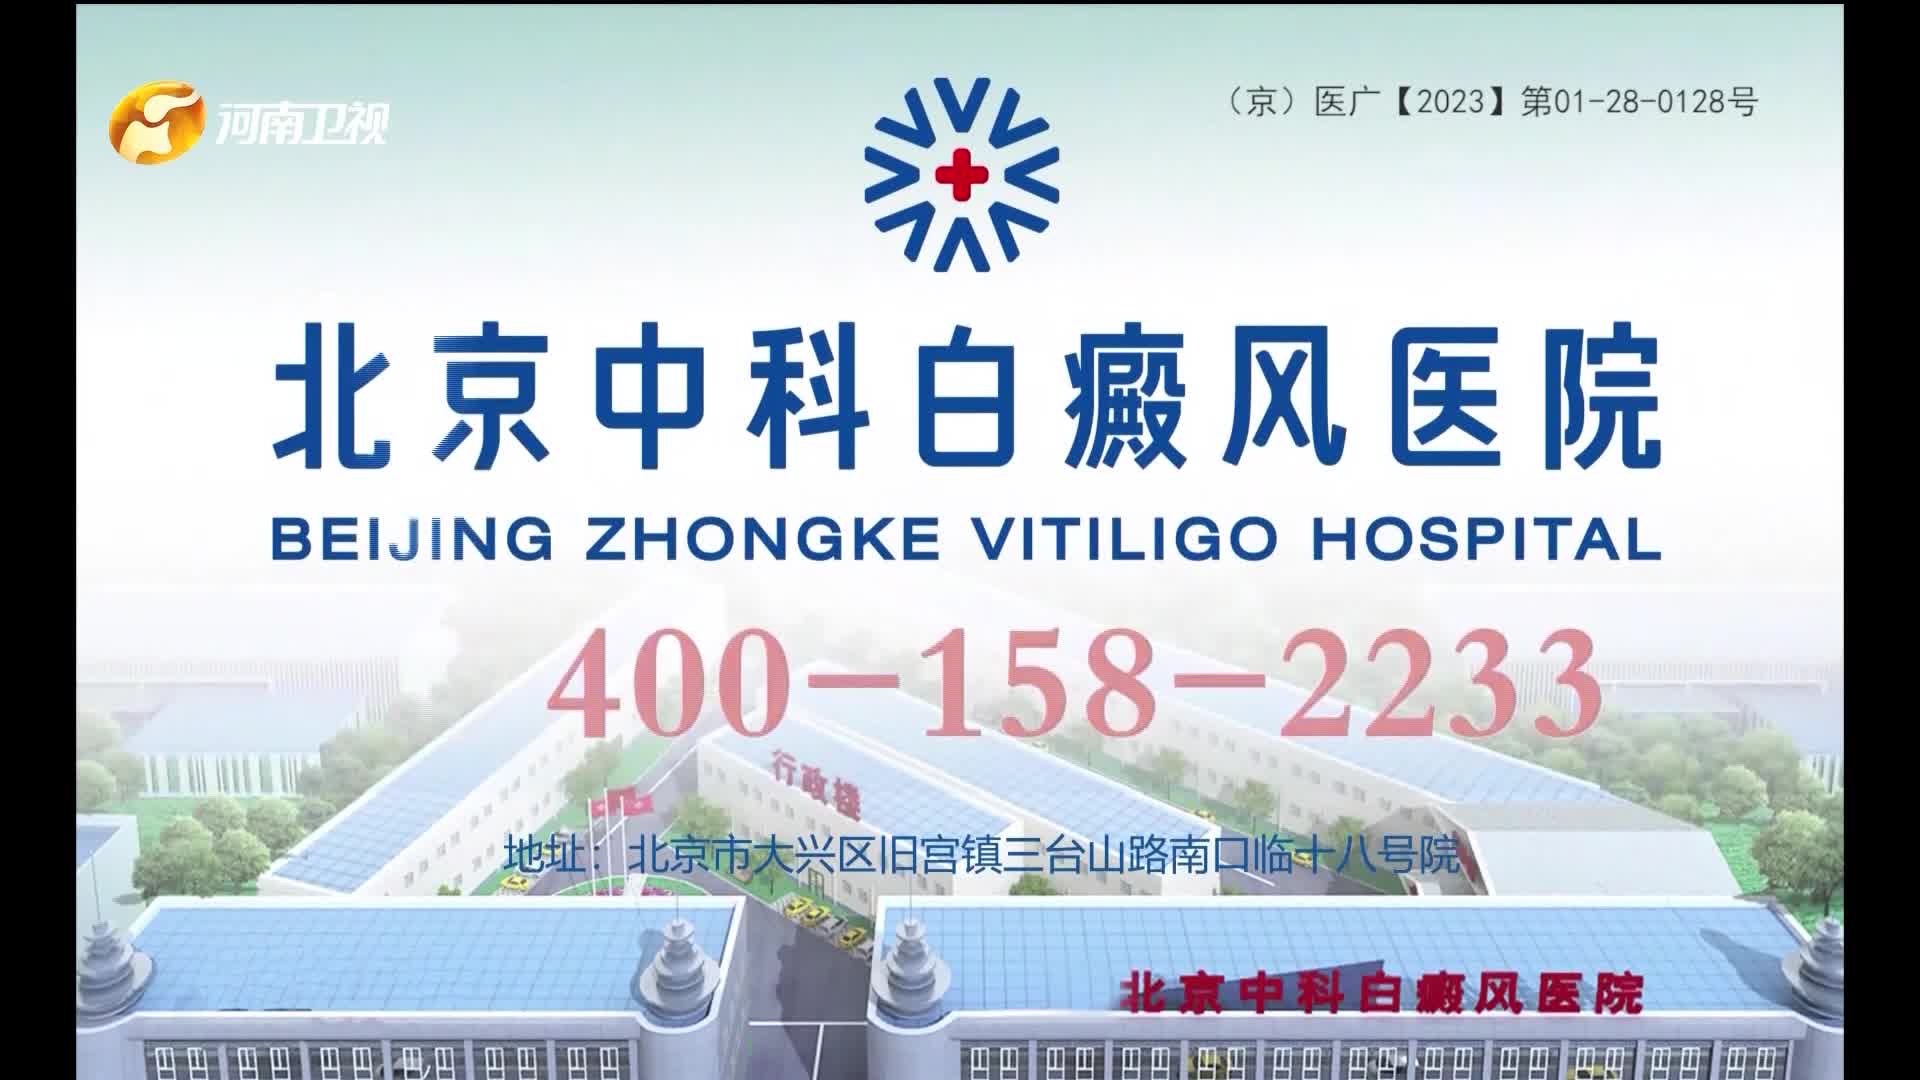 河南卫视
（京）医广【2023】第01-28-0128号
北京中科白癜风医院
BEIJING ZHONGKE VITILIGO HOSPITAL
400-158-2233
行政楼
地址：北京市大兴区旧宫镇三台山路南口临十八号院
北京中科白癜风医院